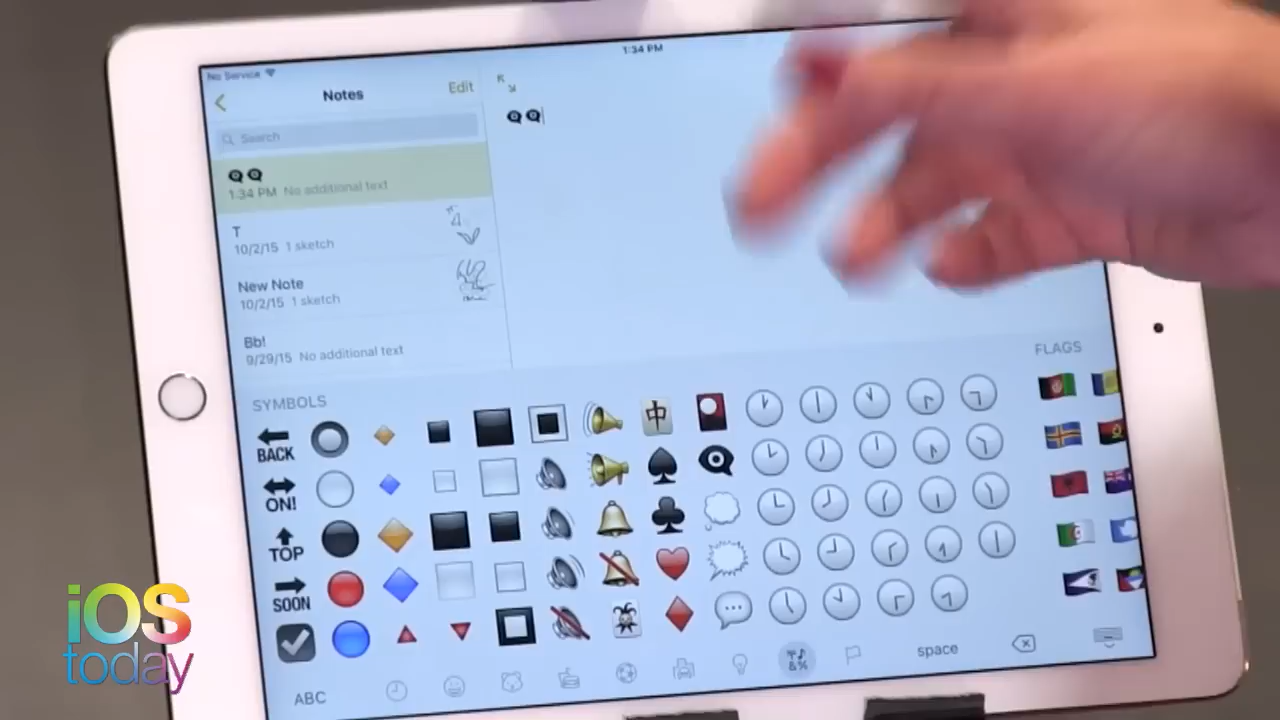 No Service
1:34 PM
Notes
Edit
Search
1:34 PM No additional text
T
10/2/15 1 sketch
New Note
10/2/15 1 sketch
Bb!
9/29/15 No additional text
SYMBOLS
FLAGS
BACK
ON!
TOP
SOON
中
ABC
&%
space
iOS
today